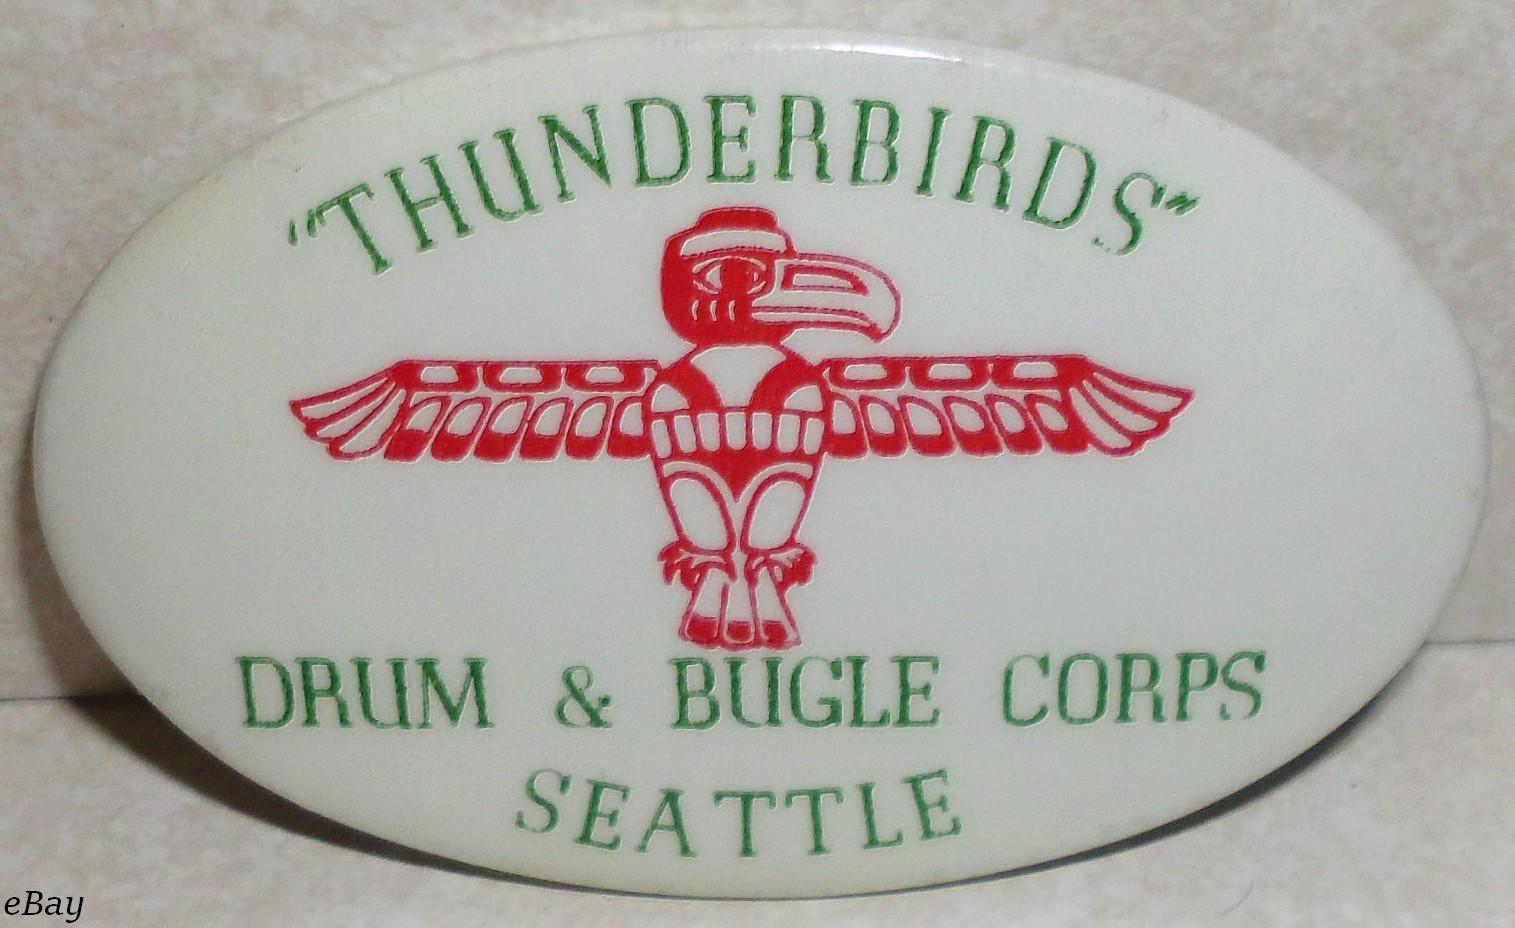 "THUNDERBIRDS"
DRUM & BUGLE CORPS
SEATTLE
eBay